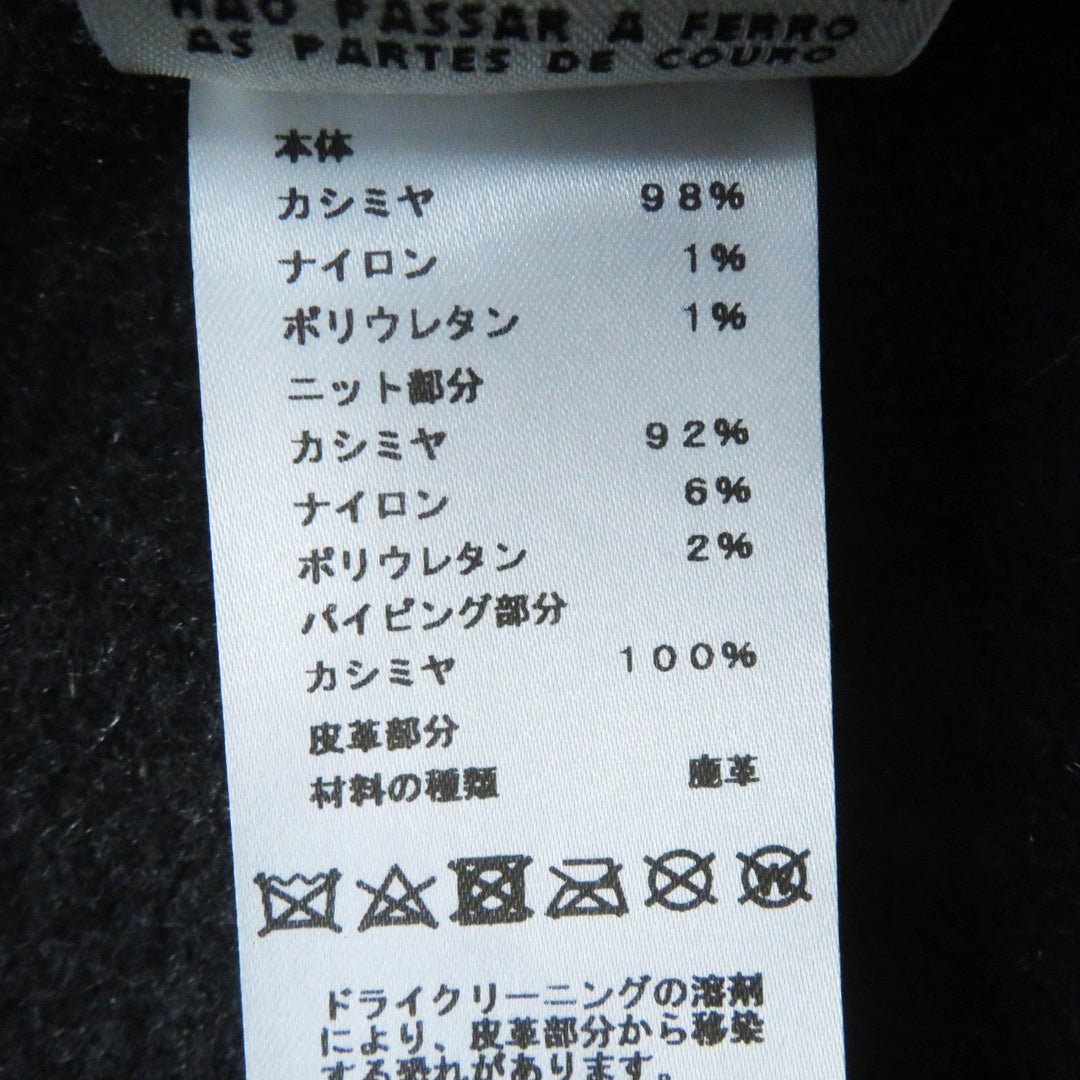 NÃO PASSAR A FERRO
AS PARTES DE COURO
本体
カシミヤ 98%
ナイロン 1%
ポリウレタン 1%
ニット部分
カシミヤ 92%
ナイロン 6%
ポリウレタン 2%
パイピング部分
カシミヤ 100%
皮革部分
材料の種類 鹿革
W
ドライクリーニングの溶剤
により、皮革部分から移染
する恐れがあります。